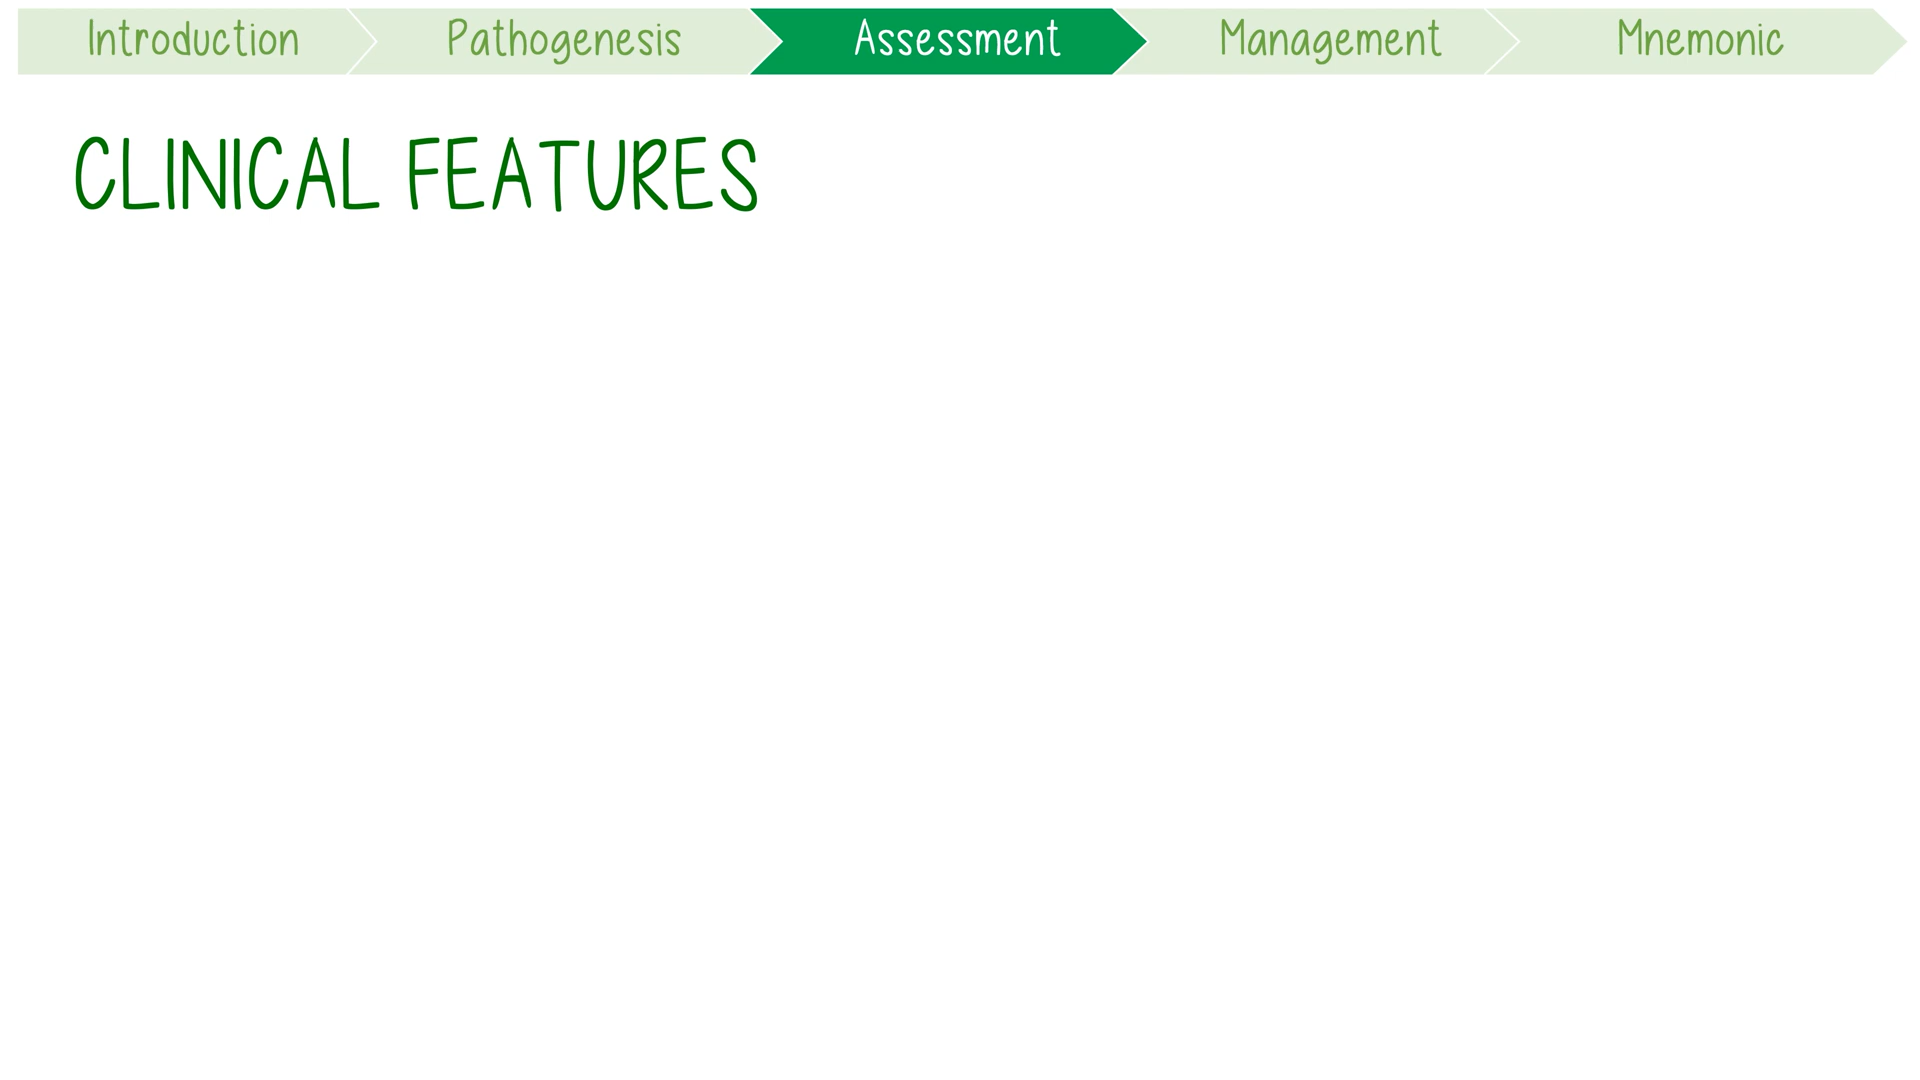 Introduction Pathogenesis Assessment Management Mnemonic
CLINICAL FEATURES